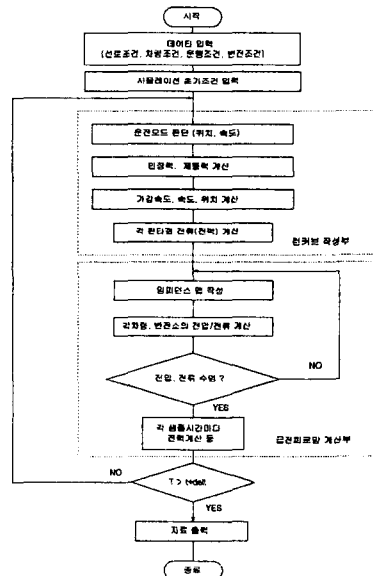 시작
데이타 입력
(선로조건, 차량조건, 운행조건, 변전조건)
시뮬레이션 초기조건 입력
운전모드 판단 (위치, 속도)
인장력, 제동력 계산
가감속도, 속도, 위치 계산
각 판타젬 전류(전력) 계산
런커브 작성부
임피던스 맵 작성
각차량, 변전소의 전압/전류 계산
전압, 전류 수렴 ?
NO
YES
각 샘플시간마다
전력계산 등
급전회로망 계산부
NO
YES
자료 출력
종료